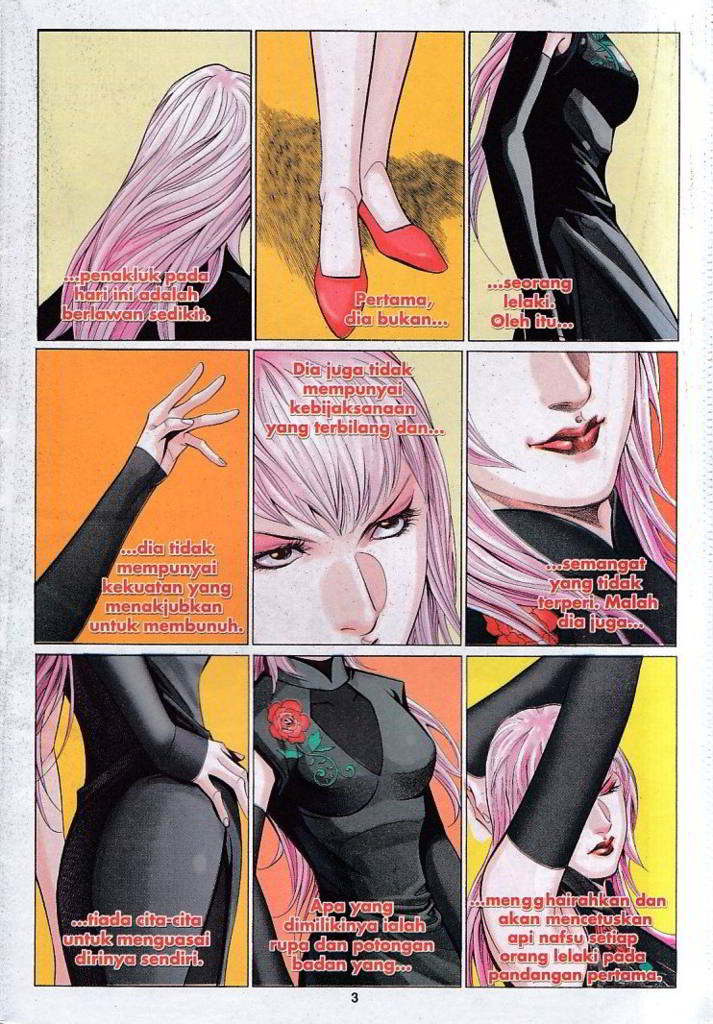 ...penakluk pada
hari ini adalah
berlawan sedikit.
Pertama,
dia bukan...
...seorang
lelaki.
Oleh itu...
...dia tidak
mempunyai
kekuatan yang
menakjubkan
untuk membunuh.
Dia juga tidak
mempunyai
kebijaksanaan
yang terbilang dan...
...semangat
yang tidak
terperi. Malah
dia juga...
...tiada cita-cita
untuk menguasai
dirinya sendiri.
Apa yang
dimilikinya ialah
rupa dan potongan
badan yang...
...mengghairahkan dan
akan mencetuskan
api nafsu setiap
orang lelaki pada
pandangan pertama.
3